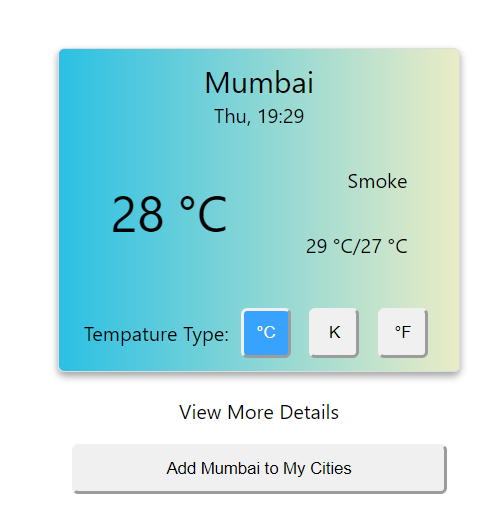 Mumbai
Thu, 19:29
Smoke
28 °C
29 °C/27 °C
Tempature Type: °C K °F
View More Details
Add Mumbai to My Cities